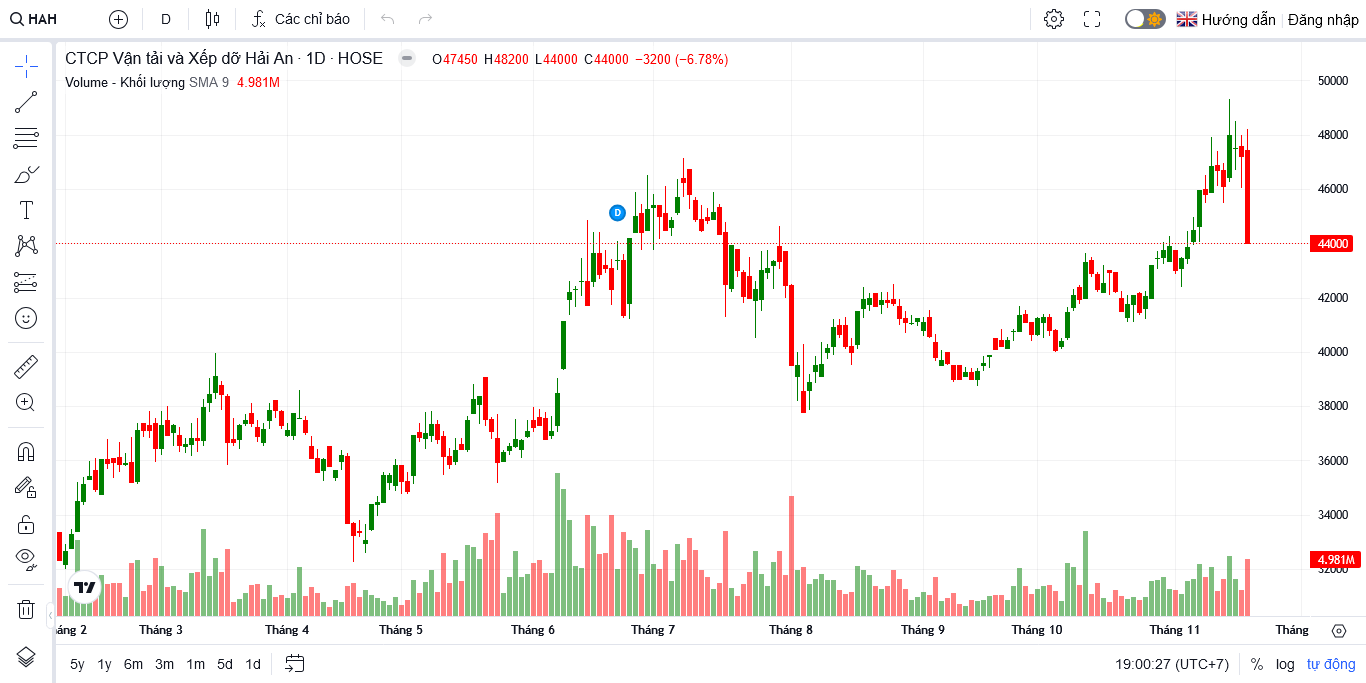 HAH D Các chỉ báo Hướng dẫn Đăng nhập
CTCP Vận tải và Xếp dỡ Hải An · 1D · HOSE O47450 H48200 L44000 C44000 −3200 (−6.78%)
Volume - Khối lượng SMA 9 4.981M
50000
48000
46000
44000
42000
40000
38000
36000
34000
4.981M
32000
D
T
áng 2 Tháng 3 Tháng 4 Tháng 5 Tháng 6 Tháng 7 Tháng 8 Tháng 9 Tháng 10 Tháng 11 Tháng
5y 1y 6m 3m 1m 5d 1d 19:00:27 (UTC+7) % log tự động